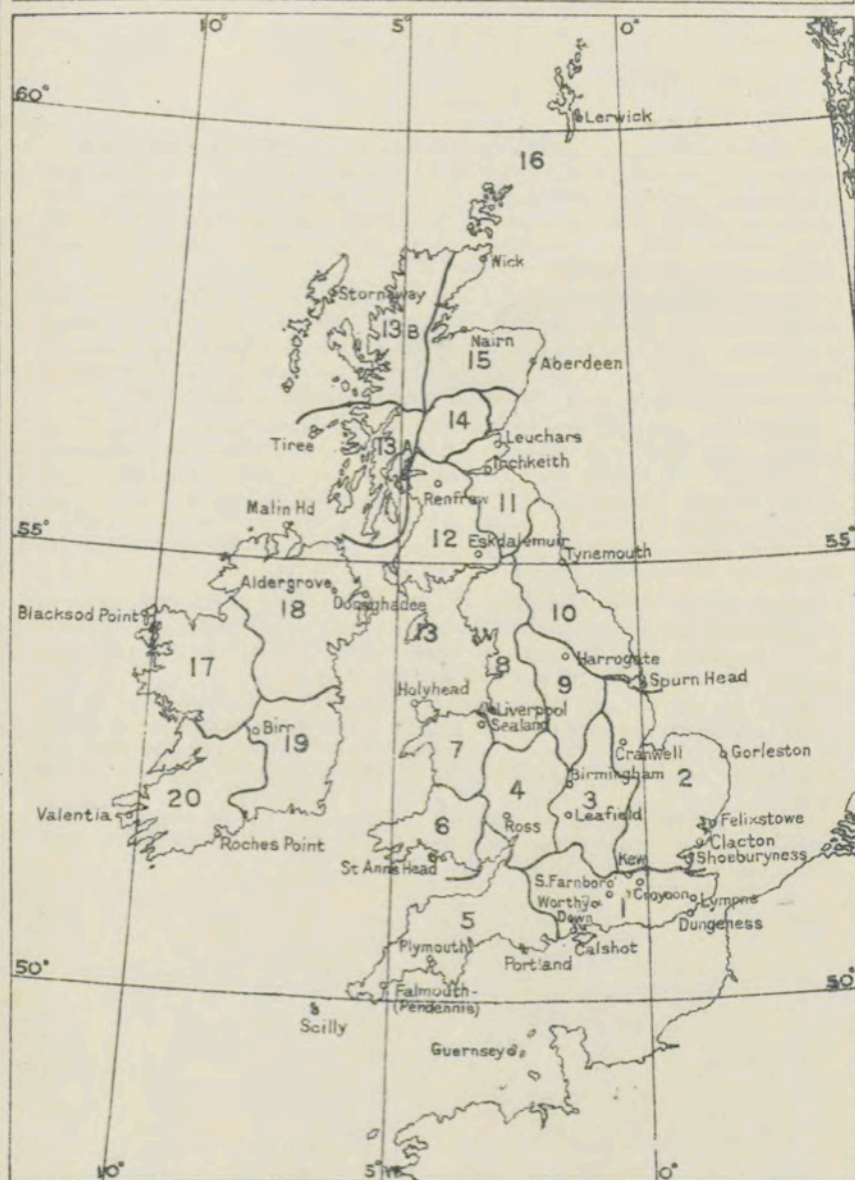 10° 5° 0°
60°
Lerwick
16
Wick
Stornoway
13B
Nairn
15
Aberdeen
14
Leuchars
Tiree
13A
Inchkeith
Renfrew
11
Malin Hd
55° 12 Eskdalemuir 55°
Tynemouth
Aldergrove
18
Donaghadee
Blacksod Point
10
13
17
8
Harrogate
9
Spurn Head
Holyhead
Liverpool
Sealand
Birr
19
7
Cranwell
Gorleston
Birmingham
2
20
4
3
Valentia
Ross
Leafield
Felixstowe
6
Clacton
Roches Point
Shoeburyness
St Anns Head
Kew
S. Farnboro
Croydon
Lympne
Worthy
Down
1
5
Dungeness
Plymouth
Calshot
Portland
50° 50°
Falmouth-
(Pendennis)
Scilly
Guernsey
10° 5°W 0°